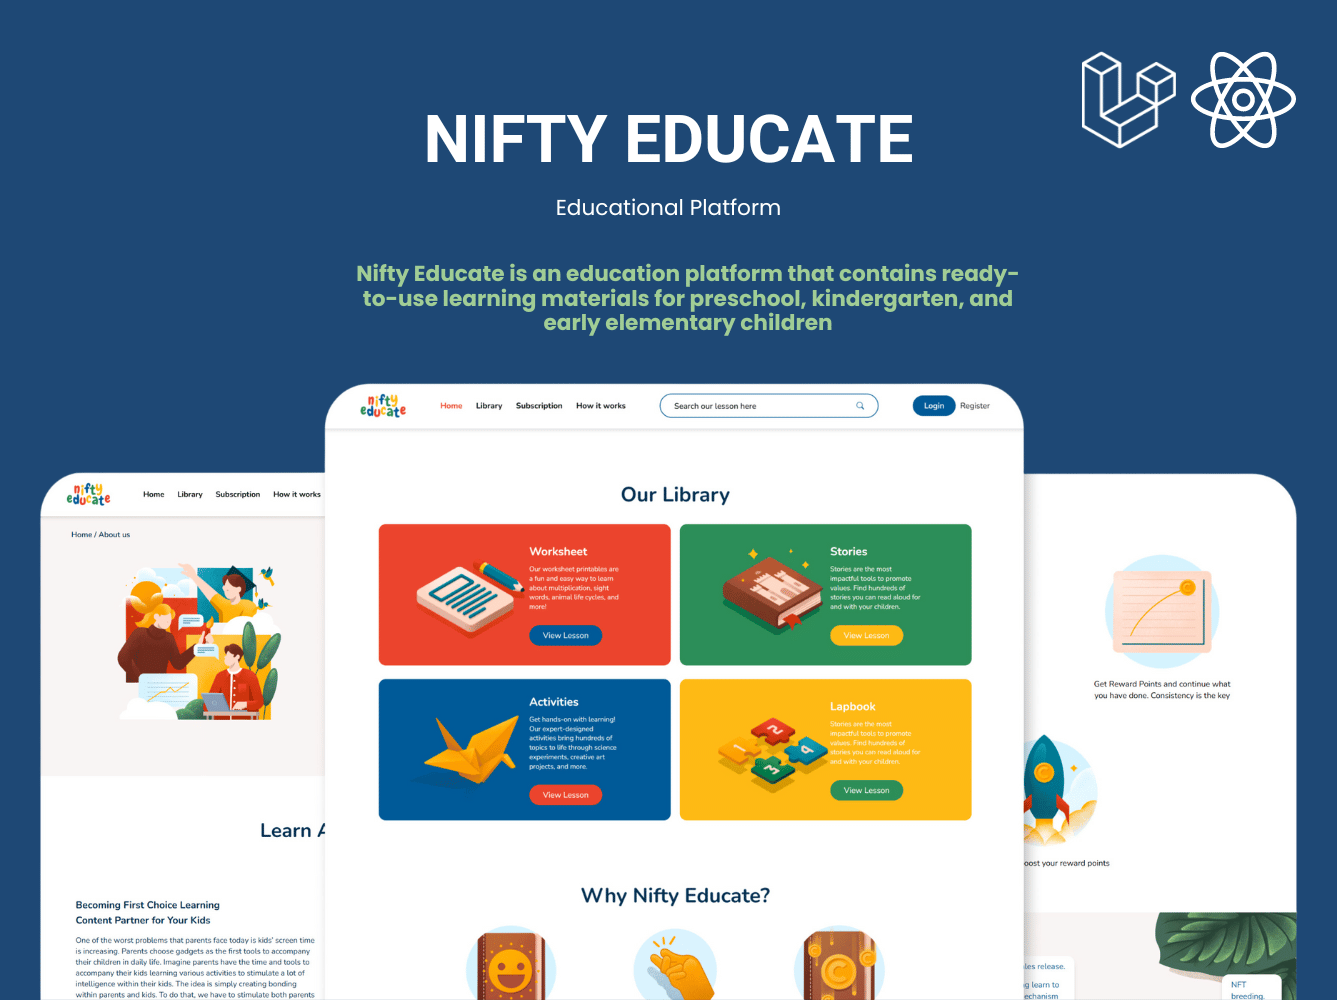 NIFTY EDUCATE
Educational Platform
Nifty Educate is an education platform that contains ready-
to-use learning materials for preschool, kindergarten, and
early elementary children
nifty
educate
Home Library Subscription How it works
Search our lesson here
Login Register
Our Library
Worksheet
Our worksheet printables are
a fun and easy way to learn
about multiplication, sight
words, animal life cycles, and
more!
View Lesson
Stories
Stories are the most
impactful tools to promote
values. Find hundreds of
stories you can read aloud for
and with your children.
View Lesson
Activities
Get hands-on with learning!
Our expert-designed
activities bring hundreds of
topics to life through science
experiments, creative art
projects, and more.
View Lesson
1 2 3 4
Lapbook
Stories are the most
impactful tools to promote
values. Find hundreds of
stories you can read aloud for
and with your children.
View Lesson
Why Nifty Educate?
nifty
educate
Home Library Subscription How it works
Home / About us
Learn A
Becoming First Choice Learning
Content Partner for Your Kids
One of the worst problems that parents face today is kids' screen time
is increasing. Parents choose gadgets as the first tools to accompany
their children in daily life. Imagine parents have the time and tools to
accompany their kids learning various activities to stimulate a lot of
intelligence within their kids. The idea is simply creating bonding
within parents and kids. To do that, we have to stimulate both parents
Get Reward Points and continue what
you have done. Consistency is the key
oost your reward points
les release.
g learn to
echanism
NFT
breeding.